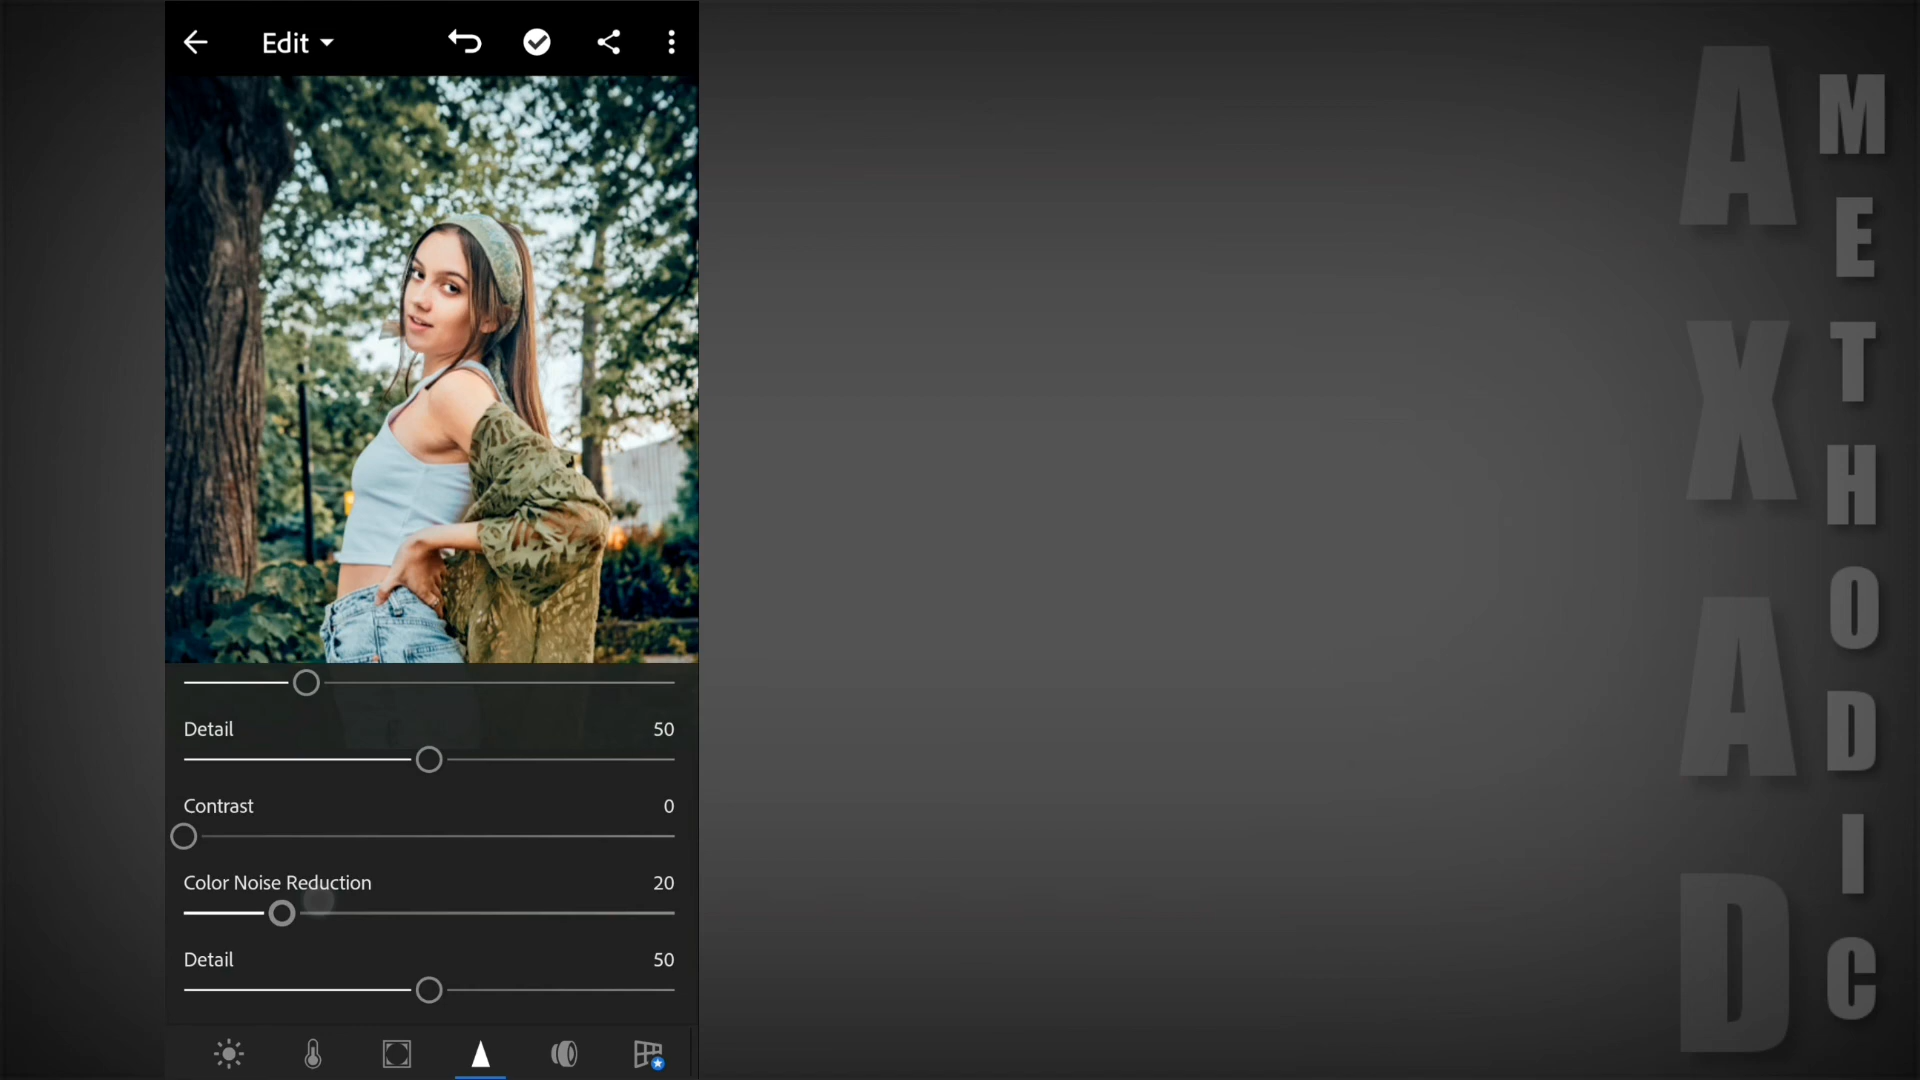 Edit
Detail 50
Contrast 0
Color Noise Reduction 20
Detail 50
AXAD
METHODIC